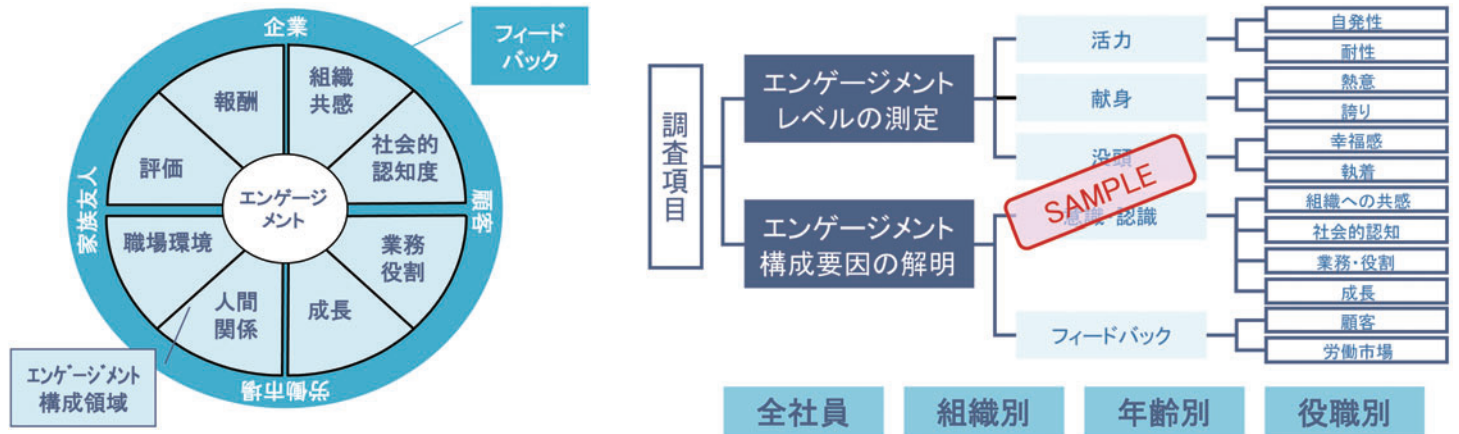 企業
フィード
バック
組織
共感
報酬
社会的
認知度
評価
エンゲージ
メント
家族友人
顧客
職場環境
業務
役割
人間
関係
成長
エンゲージメント
構成領域
労働市場
調査項目
エンゲージメント
レベルの測定
エンゲージメント
構成要因の解明
活力
献身
没頭
SAMPLE
意識・認識
フィードバック
自発性
耐性
熱意
誇り
幸福感
執着
組織への共感
社会的認知
業務・役割
成長
顧客
労働市場
全社員
組織別
年齢別
役職別